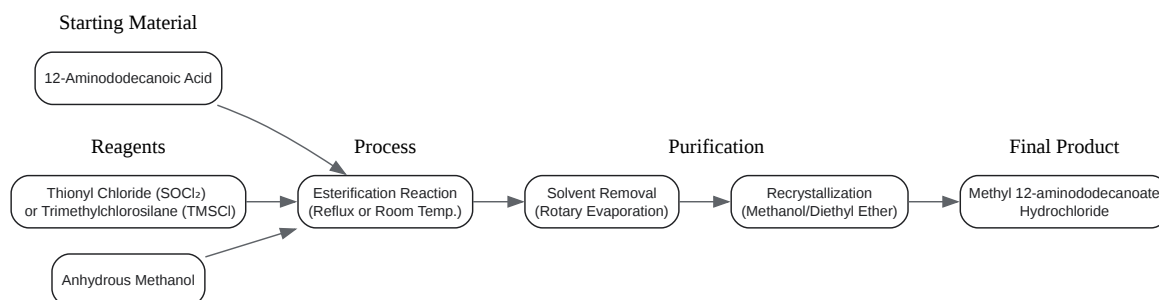 Starting Material
12-Aminododecanoic Acid
Reagents
Process
Purification
Final Product
Thionyl Chloride (SOCl₂)
or Trimethylchlorosilane (TMSCl)
Esterification Reaction
(Reflux or Room Temp.)
Solvent Removal
(Rotary Evaporation)
Recrystallization
(Methanol/Diethyl Ether)
Methyl 12-aminododecanoate
Hydrochloride
Anhydrous Methanol